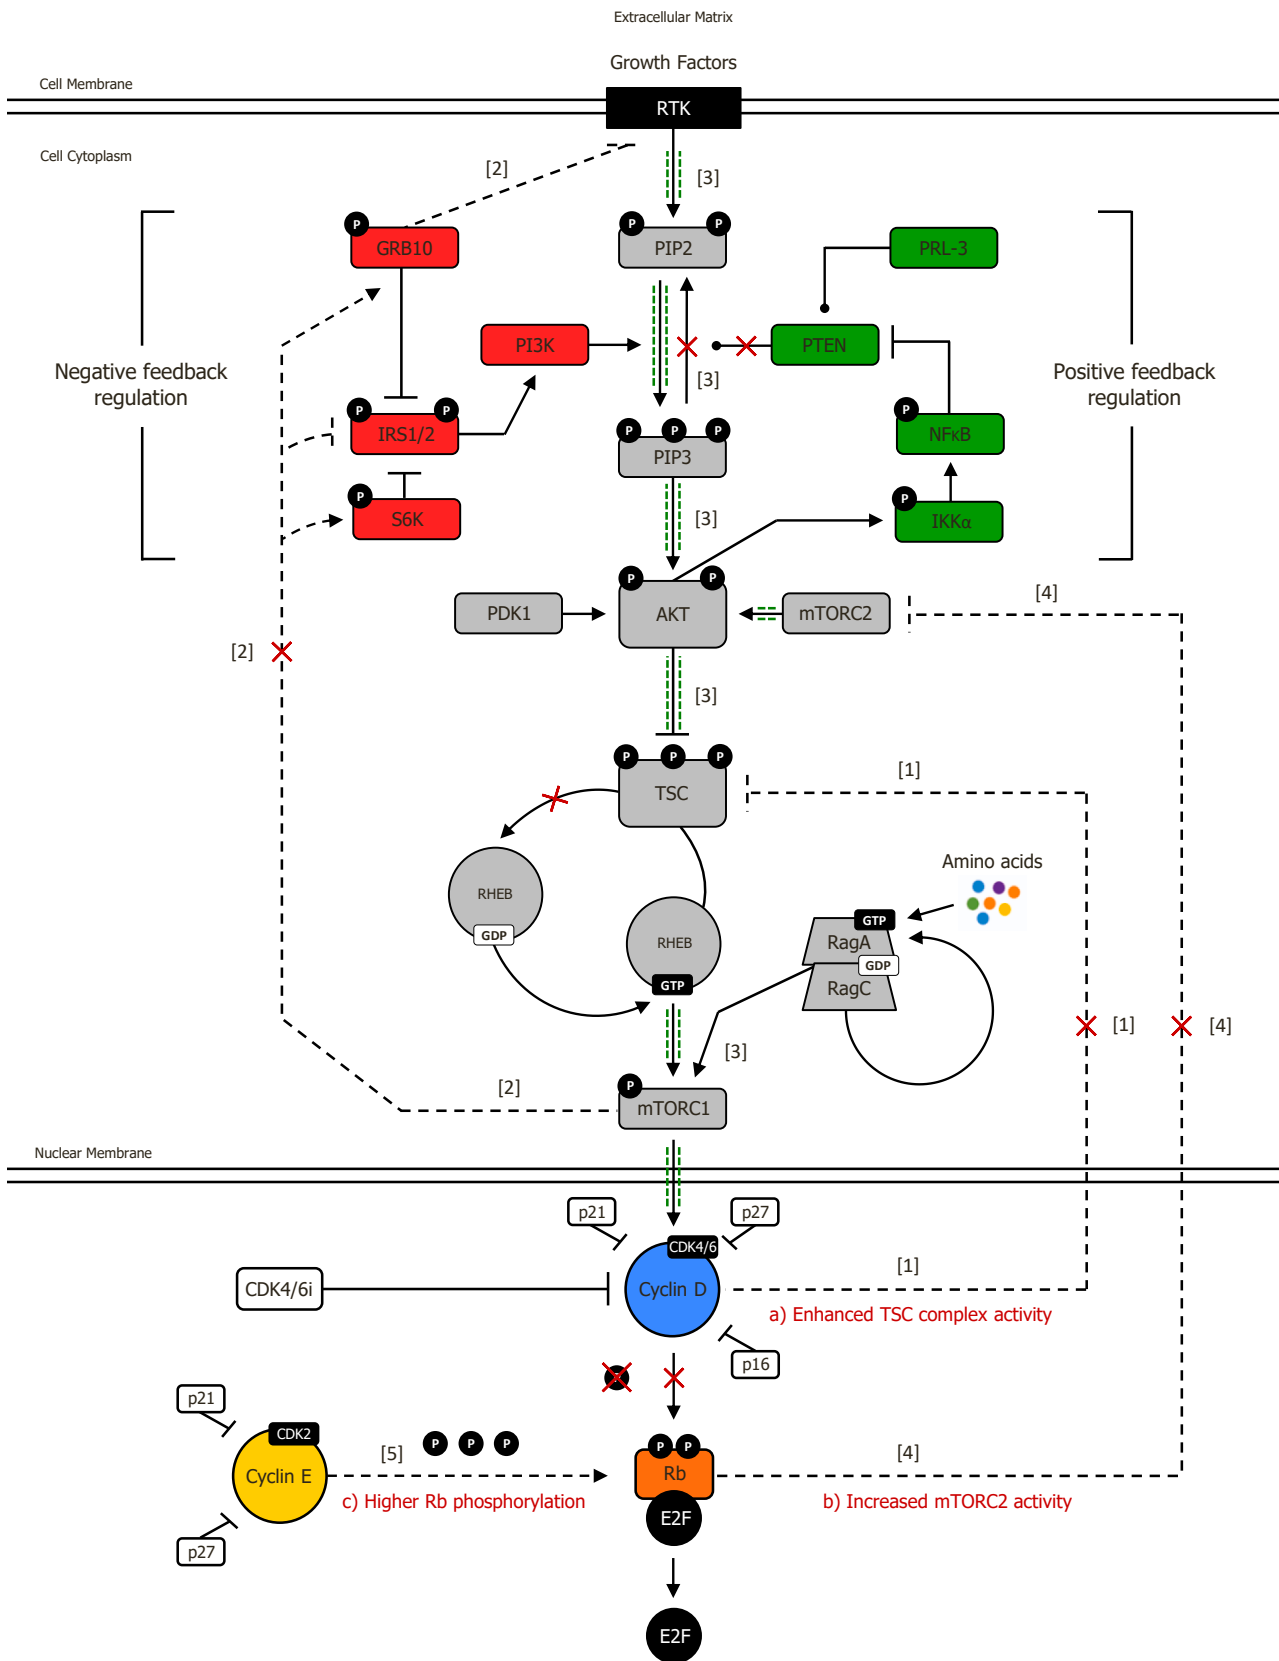 Extracellular Matrix
Growth Factors
Cell Membrane
RTK
Cell Cytoplasm
[2]
[3]
P
GRB10
P
P
PIP2
PRL-3
PI3K
PTEN
[3]
Negative feedback
regulation
Positive feedback
regulation
P
P
IRS1/2
P
P
P
PIP3
P
NFκB
P
S6K
[3]
P
IKKα
P
P
AKT
PDK1
mTORC2
[4]
[2]
[3]
P
P
P
TSC
[1]
Amino acids
RHEB
GDP
RHEB
GTP
GTP
RagA
GDP
RagC
[1]
[4]
[3]
[2]
P
mTORC1
Nuclear Membrane
p21
p27
CDK4/6
Cyclin D
CDK4/6i
[1]
a) Enhanced TSC complex activity
p16
p21
CDK2
Cyclin E
[5]
P
P
P
c) Higher Rb phosphorylation
P
P
Rb
[4]
b) Increased mTORC2 activity
E2F
p27
E2F